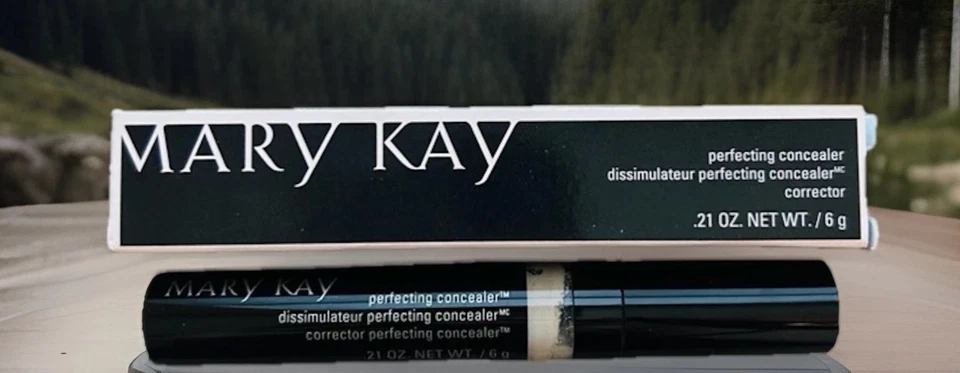 MARY KAY
perfecting concealer
dissimulateur perfecting concealerᴹᶜ
corrector
.21 OZ. NET WT. / 6 g
MARY KAY
perfecting concealer™
dissimulateur perfecting concealerᴹᶜ
corrector perfecting concealer™
.21 OZ. NET WT. / 6 g